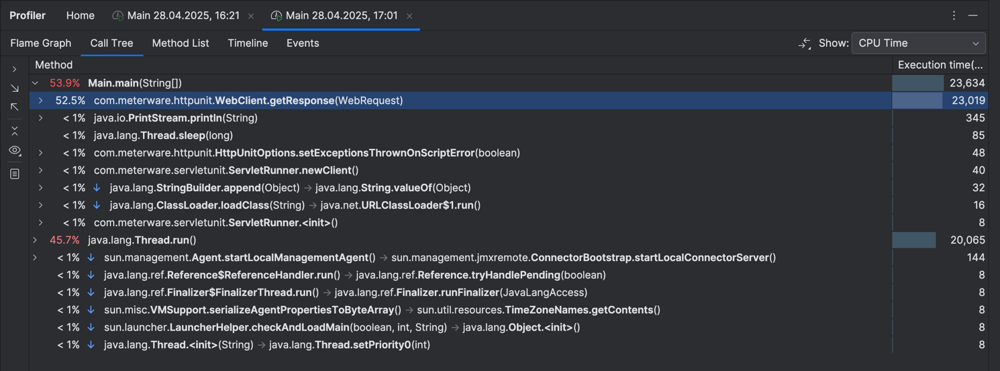 Profiler Home Main 28.04.2025, 16:21 Main 28.04.2025, 17:01
Flame Graph Call Tree Method List Timeline Events Show: CPU Time
Method Execution time(...
53.9% Main.main(String[]) 23,634
52.5% com.meterware.httpunit.WebClient.getResponse(WebRequest) 23,019
< 1% java.io.PrintStream.println(String) 345
< 1% java.lang.Thread.sleep(long) 85
< 1% com.meterware.httpunit.HttpUnitOptions.setExceptionsThrownOnScriptError(boolean) 48
< 1% com.meterware.servletunit.ServletRunner.newClient() 40
< 1% ↓ java.lang.StringBuilder.append(Object) → java.lang.String.valueOf(Object) 32
< 1% ↓ java.lang.ClassLoader.loadClass(String) → java.net.URLClassLoader$1.run() 16
< 1% com.meterware.servletunit.ServletRunner.<init>() 8
45.7% java.lang.Thread.run() 20,065
< 1% ↓ sun.management.Agent.startLocalManagementAgent() → sun.management.jmxremote.ConnectorBootstrap.startLocalConnectorServer() 144
< 1% ↓ java.lang.ref.Reference$ReferenceHandler.run() → java.lang.ref.Reference.tryHandlePending(boolean) 8
< 1% ↓ java.lang.ref.Finalizer$FinalizerThread.run() → java.lang.ref.Finalizer.runFinalizer(JavaLangAccess) 8
< 1% ↓ sun.misc.VMSupport.serializeAgentPropertiesToByteArray() → sun.util.resources.TimeZoneNames.getContents() 8
< 1% ↓ sun.launcher.LauncherHelper.checkAndLoadMain(boolean, int, String) → java.lang.Object.<init>() 8
< 1% ↓ java.lang.Thread.<init>(String) → java.lang.Thread.setPriority0(int) 8